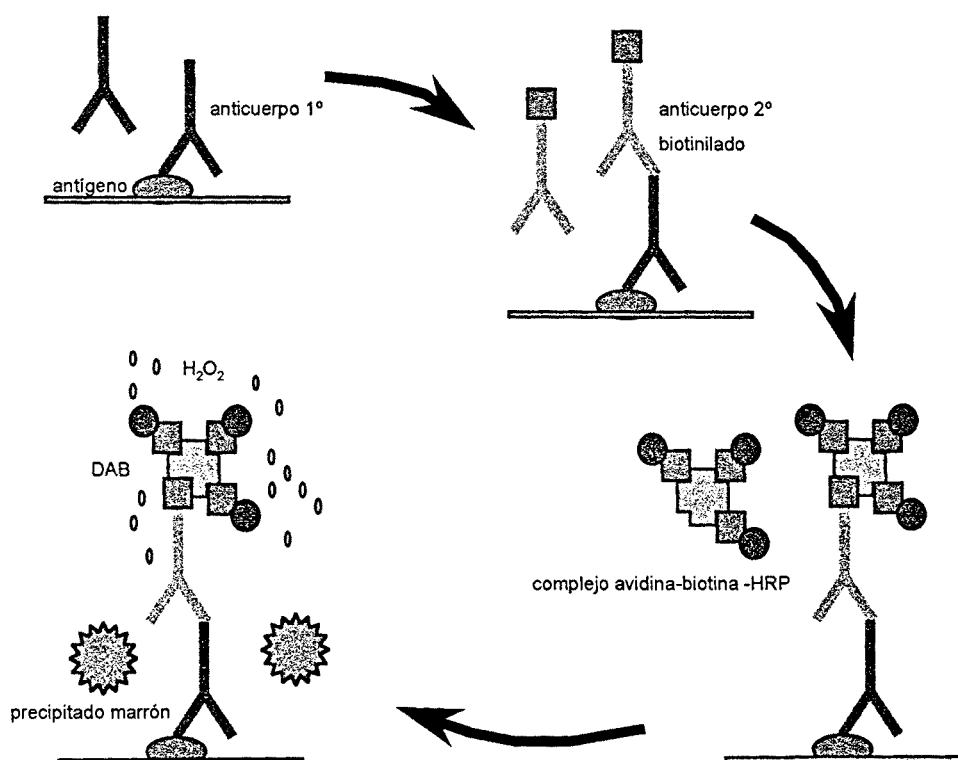 anticuerpo 1º
antígeno
anticuerpo 2º
biotinilado
complejo avidina-biotina -HRP
H₂O₂
DAB
precipitado marrón